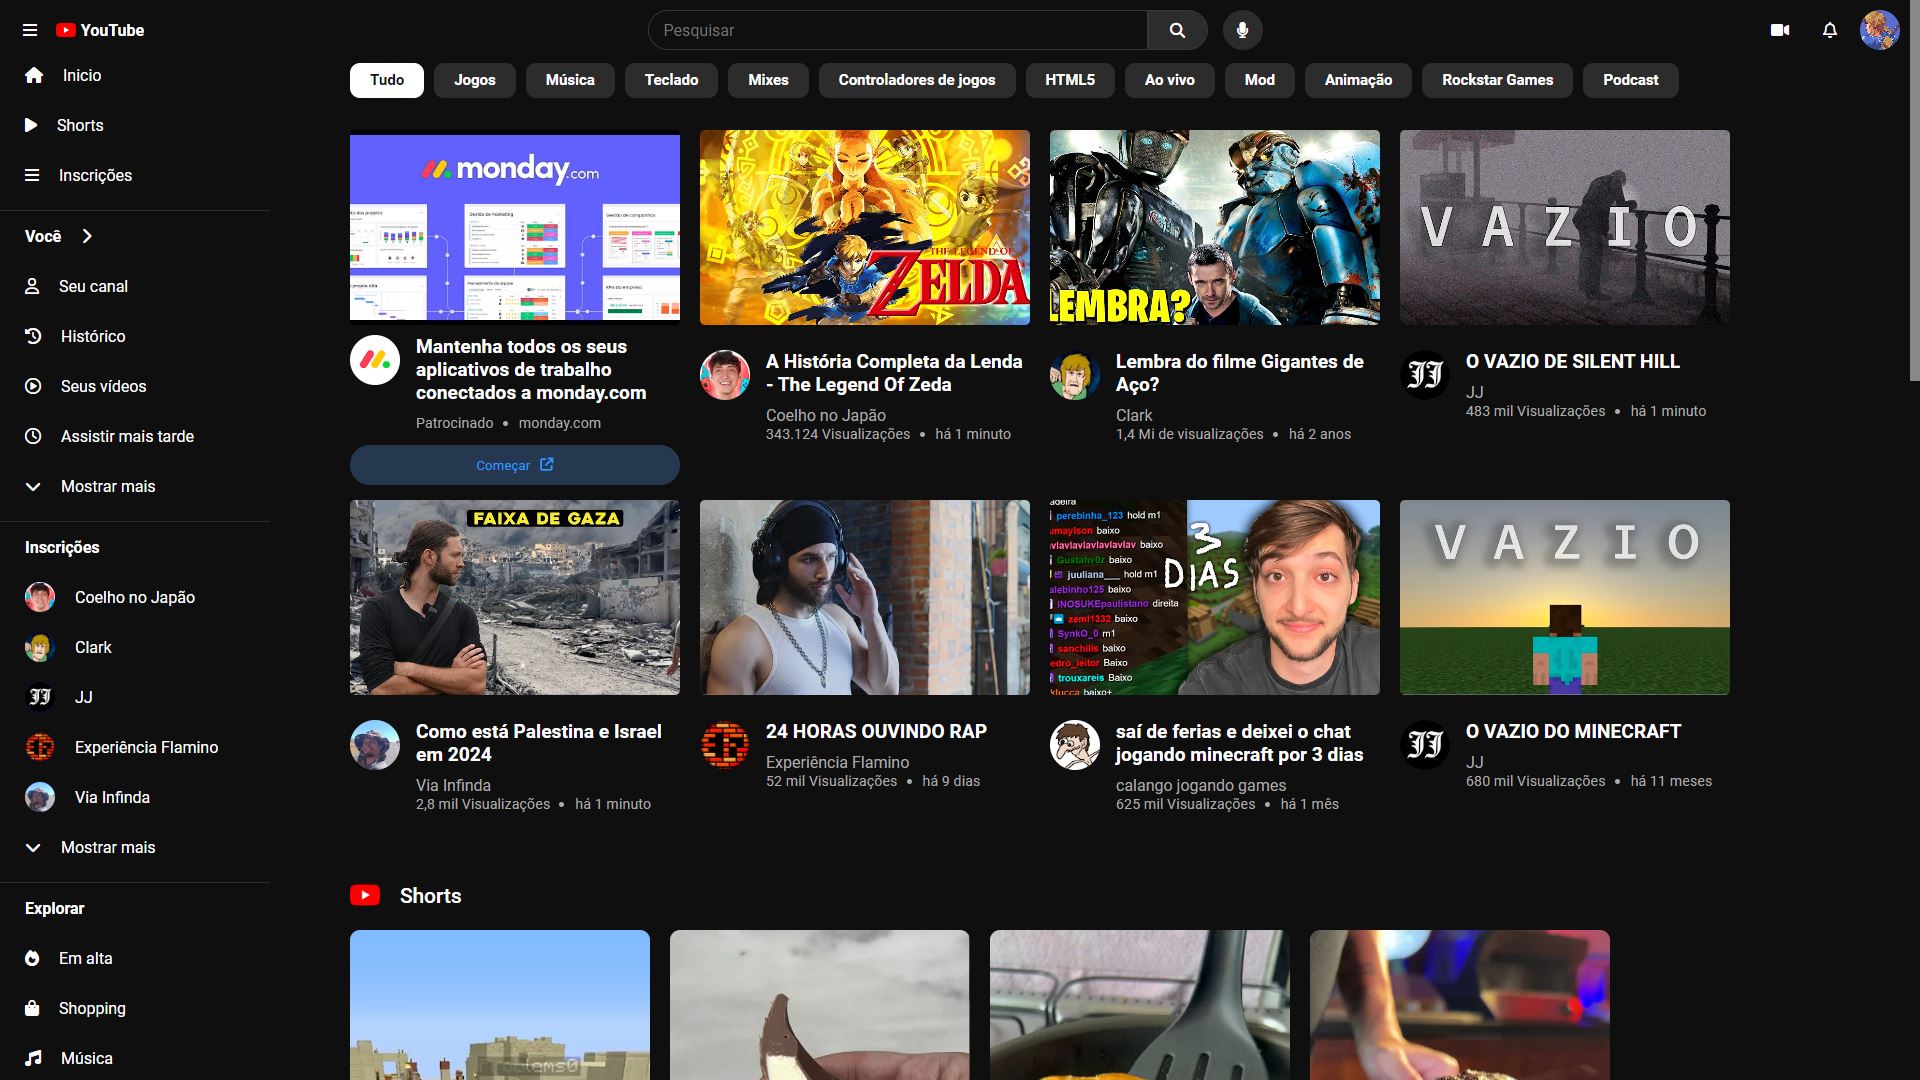 YouTube
Pesquisar
Inicio
Shorts
Inscrições
Você
Seu canal
Histórico
Seus vídeos
Assistir mais tarde
Mostrar mais
Inscrições
Coelho no Japão
Clark
JJ
Experiência Flamino
Via Infinda
Mostrar mais
Explorar
Em alta
Shopping
Música
Tudo
Jogos
Música
Teclado
Mixes
Controladores de jogos
HTML5
Ao vivo
Mod
Animação
Rockstar Games
Podcast
monday.com
Gestão de marketing
Mantenha todos os seus
aplicativos de trabalho
conectados a monday.com
Patrocinado • monday.com
Começar
THE LEGEND OF
ZELDA
A História Completa da Lenda
- The Legend Of Zeda
Coelho no Japão
343.124 Visualizações • há 1 minuto
LEMBRA?
Lembra do filme Gigantes de
Aço?
Clark
1,4 Mi de visualizações • há 2 anos
VAZIO
O VAZIO DE SILENT HILL
JJ
483 mil Visualizações • há 1 minuto
FAIXA DE GAZA
Como está Palestina e Israel
em 2024
Via Infinda
2,8 mil Visualizações • há 1 minuto
24 HORAS OUVINDO RAP
Experiência Flamino
52 mil Visualizações • há 9 dias
perebinha_123 hold m1
umaylson baixo
vlavlavlavlavlavlav baixo
Gustahv0z baixo
juuliana___ hold m1
alebinho125 baixo
INOSUKEpaulistano direita
zeml1332 baixo
SynkO_0 m1
sanchilis baixo
edro_leitor Baixo
trouxareis Baixo
klucca baixo+
3
DIAS
saí de ferias e deixei o chat
jogando minecraft por 3 dias
calango jogando games
625 mil Visualizações • há 1 mês
VAZIO
O VAZIO DO MINECRAFT
JJ
680 mil Visualizações • há 11 meses
Shorts